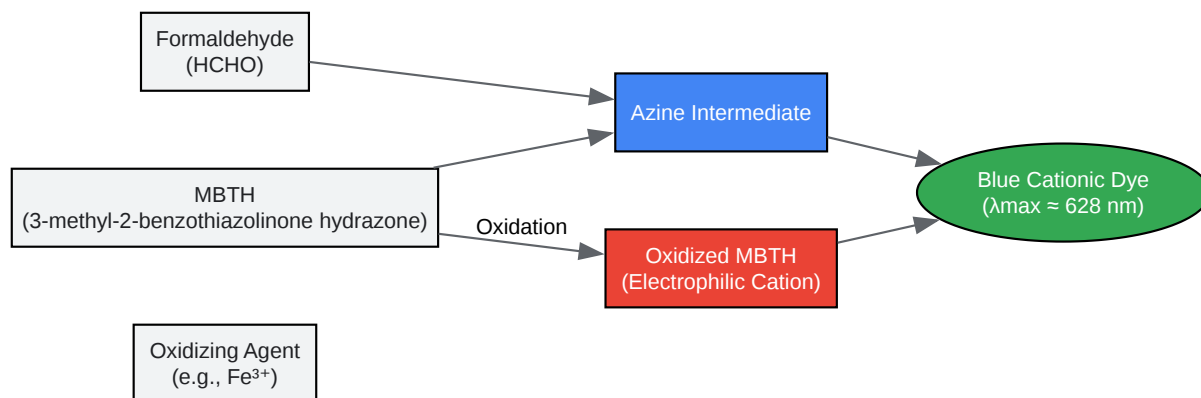 Formaldehyde
(HCHO)
Azine Intermediate
MBTH
(3-methyl-2-benzothiazolinone hydrazone)
Blue Cationic Dye
(λmax ≈ 628 nm)
Oxidation
Oxidized MBTH
(Electrophilic Cation)
Oxidizing Agent
(e.g., Fe³⁺)